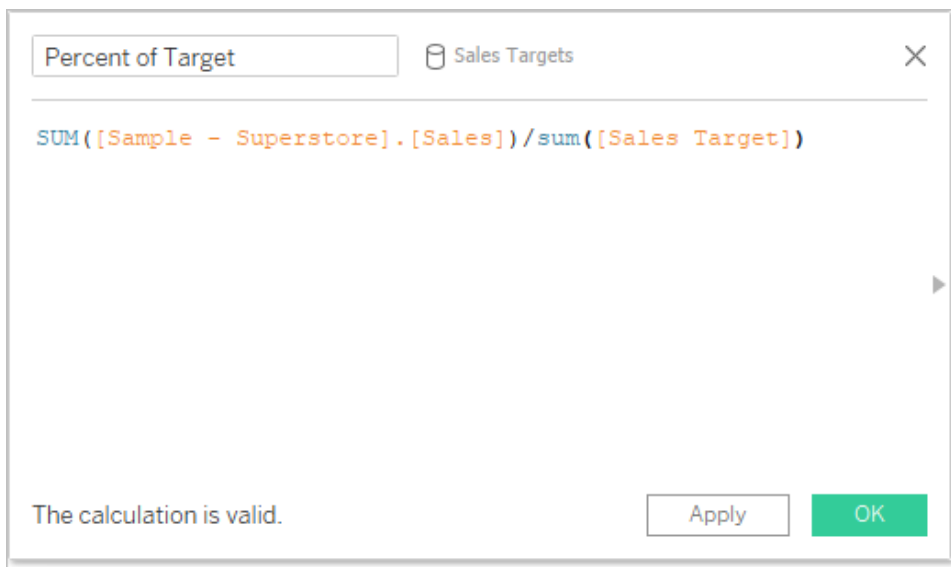 Percent of Target
Sales Targets
SUM([Sample - Superstore].[Sales])/sum([Sales Target])
The calculation is valid.
Apply
OK